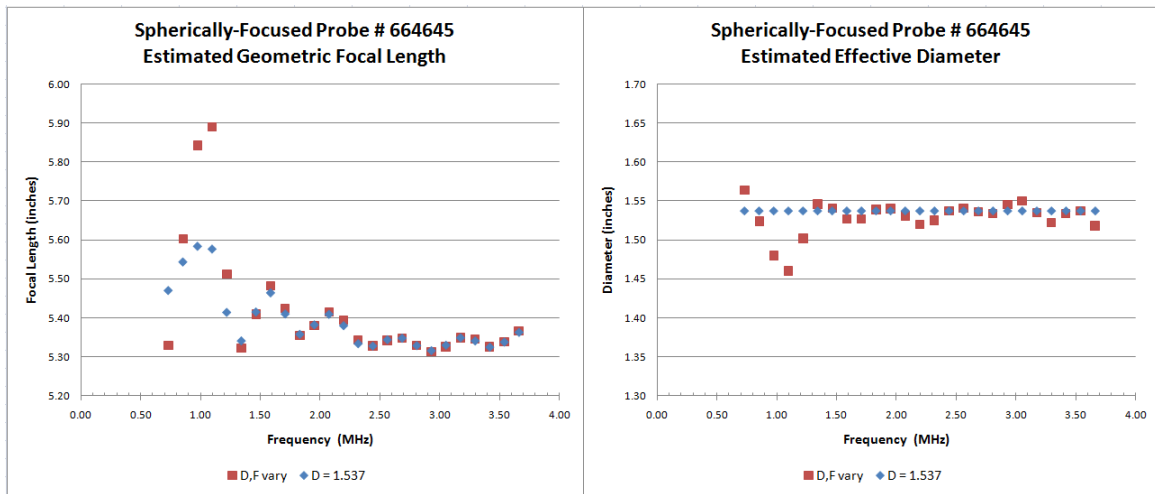 Spherically-Focused Probe # 664645
Estimated Geometric Focal Length
Focal Length (inches)
6.00
5.90
5.80
5.70
5.60
5.50
5.40
5.30
5.20
0.00 0.50 1.00 1.50 2.00 2.50 3.00 3.50 4.00
Frequency (MHz)
D,F vary D = 1.537
Spherically-Focused Probe # 664645
Estimated Effective Diameter
Diameter (inches)
1.70
1.65
1.60
1.55
1.50
1.45
1.40
1.35
1.30
0.00 0.50 1.00 1.50 2.00 2.50 3.00 3.50 4.00
Frequency (MHz)
D,F vary D = 1.537